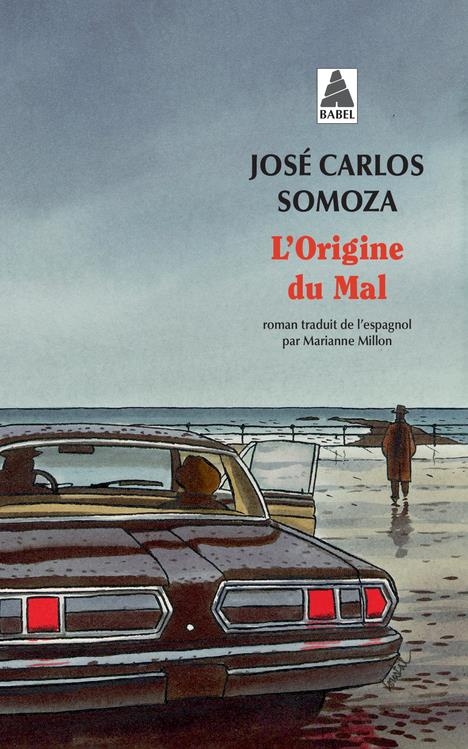 BABEL
JOSÉ CARLOS
SOMOZA
L'Origine
du Mal
roman traduit de l'espagnol
par Marianne Millon